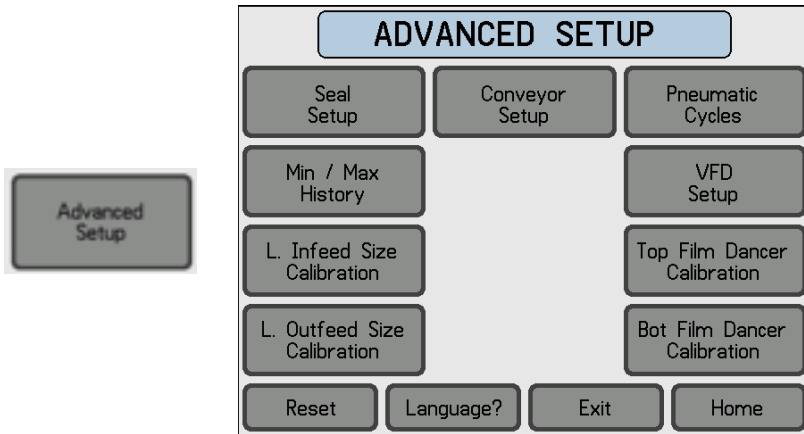 Advanced
Setup
ADVANCED SETUP
Seal
Setup
Conveyor
Setup
Pneumatic
Cycles
Min / Max
History
VFD
Setup
L. Infeed Size
Calibration
Top Film Dancer
Calibration
L. Outfeed Size
Calibration
Bot Film Dancer
Calibration
Reset
Language?
Exit
Home